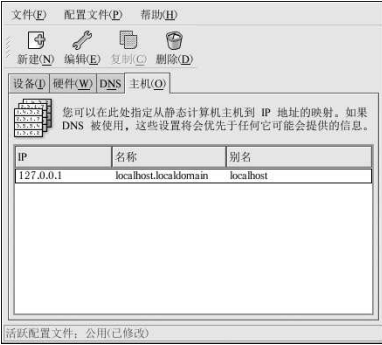 文件(F) 配置文件(P) 帮助(H)
新建(N) 编辑(E) 复制(C) 删除(D)
设备(I) 硬件(W) DNS 主机(O)
您可以在此处指定从静态计算机主机到 IP 地址的映射。如果
DNS 被使用，这些设置将会优先于任何它可能会提供的信息。
IP 名称 别名
127.0.0.1 localhost.localdomain localhost
活跃配置文件：公用(已修改)